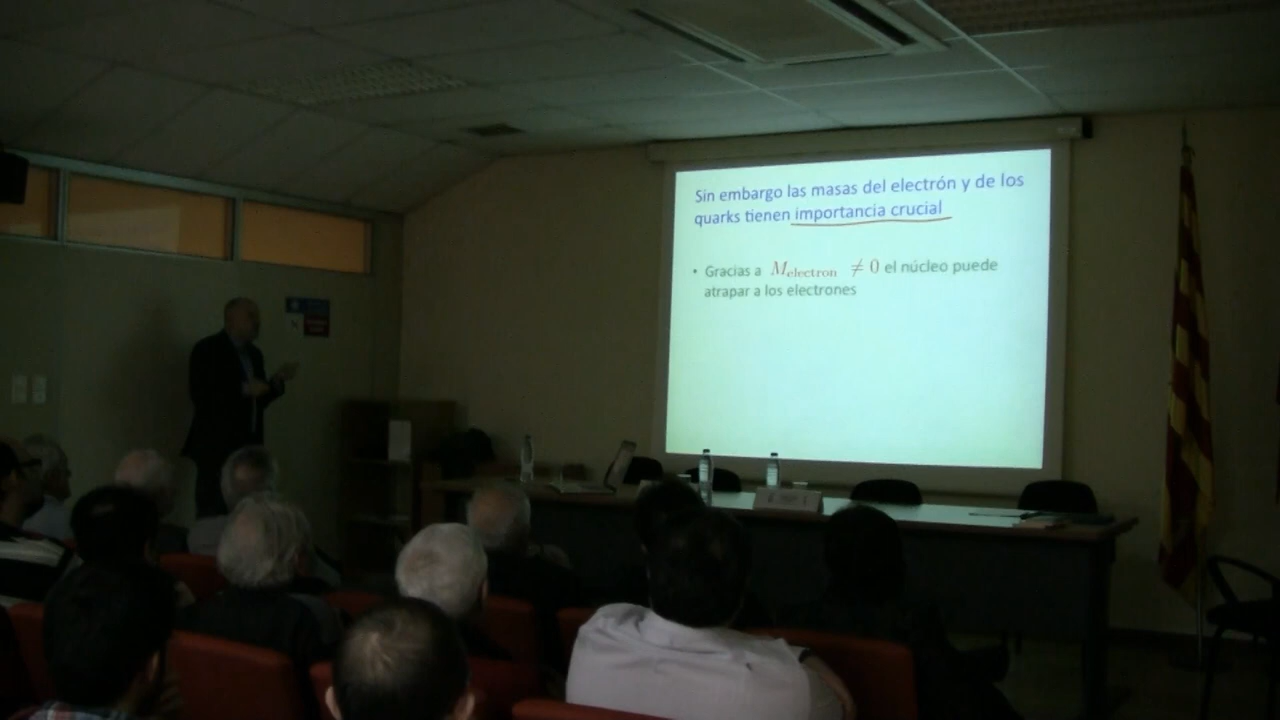 Sin embargo las masas del electrón y de los
quarks tienen importancia crucial
• Gracias a M_electron ≠ 0 el núcleo puede
atrapar a los electrones